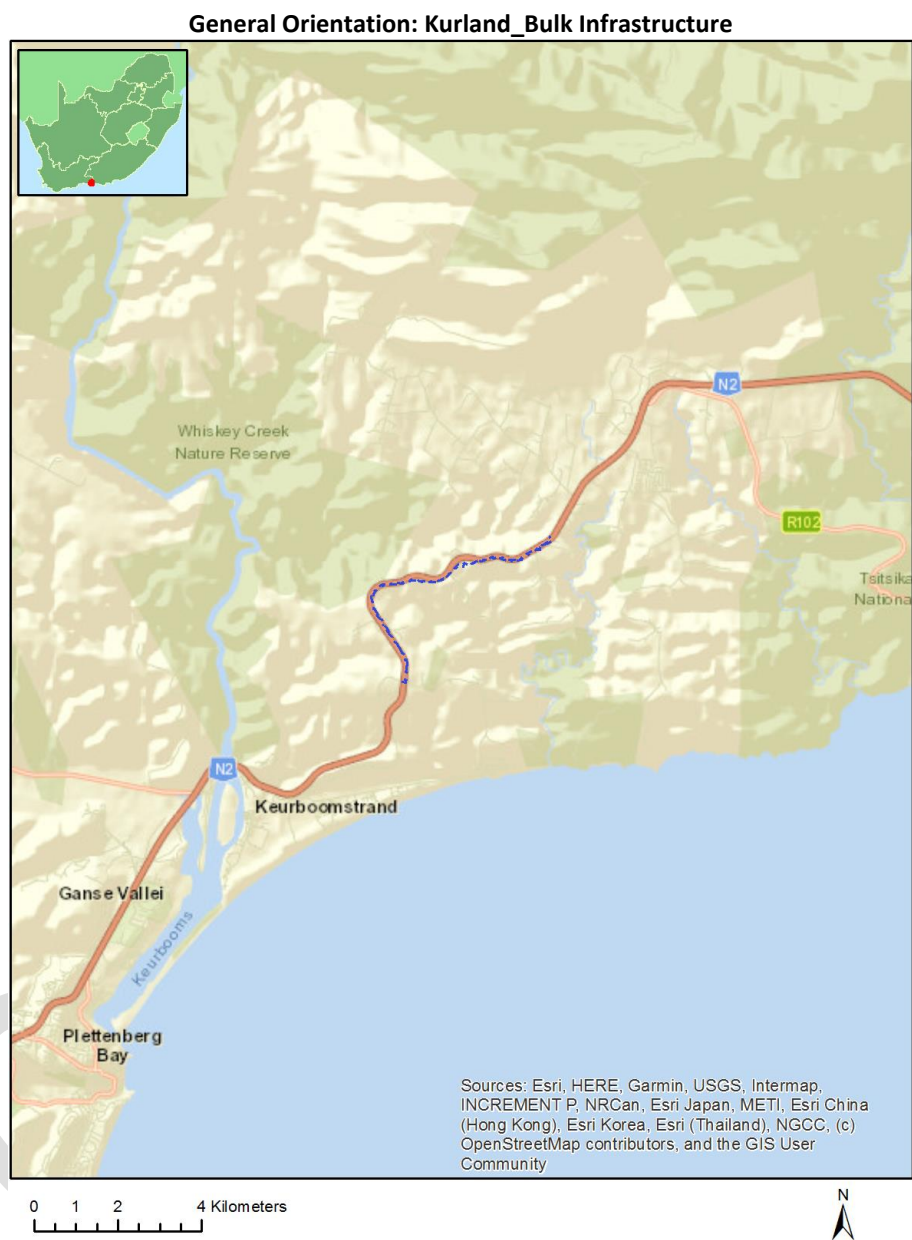 General Orientation: Kurland_Bulk Infrastructure
N2
Whiskey Creek
Nature Reserve
R102
Tsitsika
Nationa
N2
Keurboomstrand
Ganse Vallei
Keurbooms
Plettenberg
Bay
Sources: Esri, HERE, Garmin, USGS, Intermap,
INCREMENT P, NRCan, Esri Japan, METI, Esri China
(Hong Kong), Esri Korea, Esri (Thailand), NGCC, (c)
OpenStreetMap contributors, and the GIS User
Community
0 1 2 4 Kilometers
N